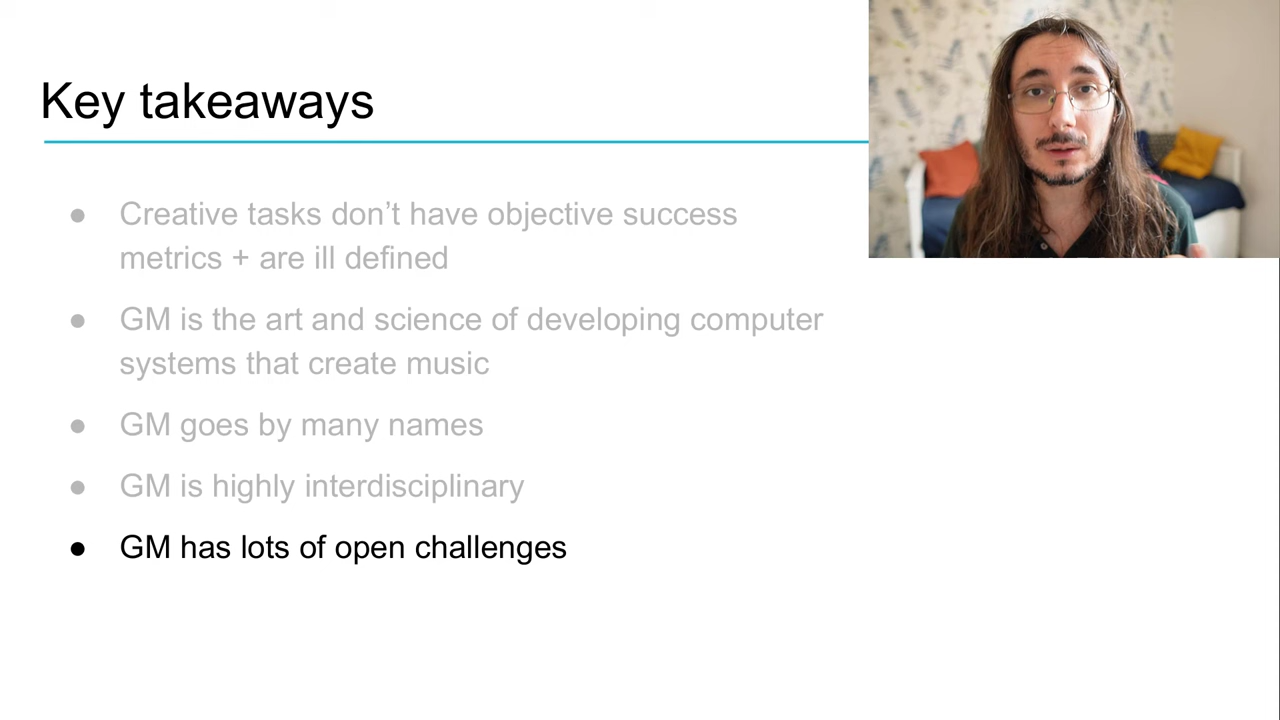 Key takeaways
● Creative tasks don’t have objective success
metrics + are ill defined
● GM is the art and science of developing computer
systems that create music
● GM goes by many names
● GM is highly interdisciplinary
● GM has lots of open challenges